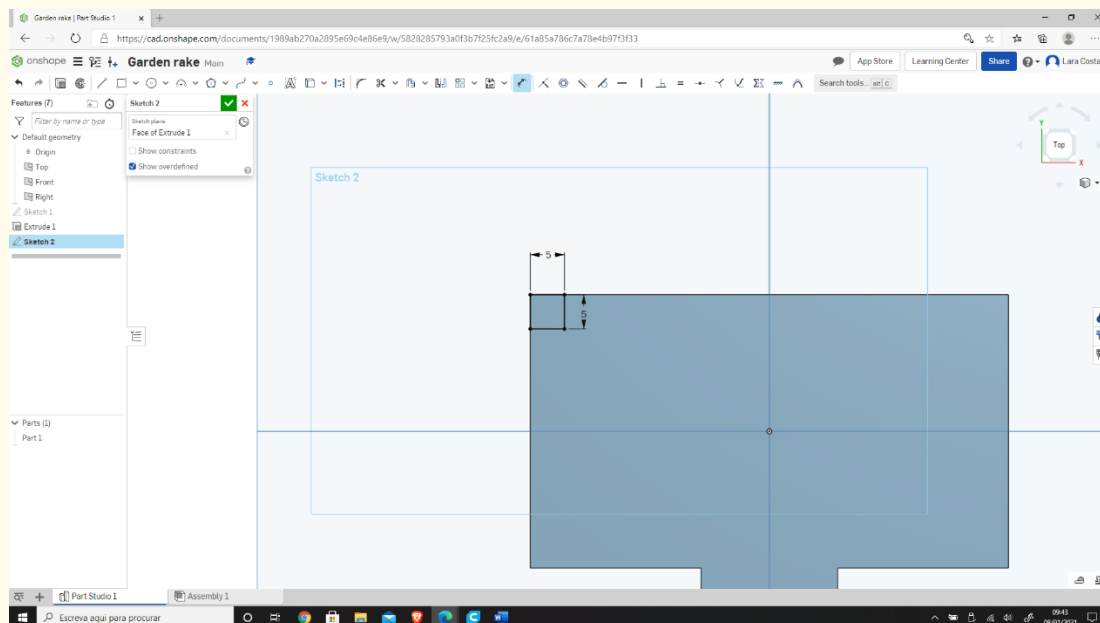 Garden rake | Part Studio 1
https://cad.onshape.com/documents/1989ab270a2895e69c4e86e9/w/5828285793a0f3b7f25fc2a9/e/61a85a786c7a78e4b97f3f33
onshape Garden rake Main App Store Learning Center Share Lara Costa
Search tools... alt C
Features (7)
Filter by name or type
Default geometry
Origin
Top
Front
Right
Sketch 1
Extrude 1
Sketch 2
Sketch 2
Sketch plane
Face of Extrude 1
Show constraints
Show overdefined
Sketch 2
5
5
Y
Top
X
Parts (1)
Part 1
Part Studio 1 Assembly 1
Escreva aqui para procurar
09:43
08/01/2021